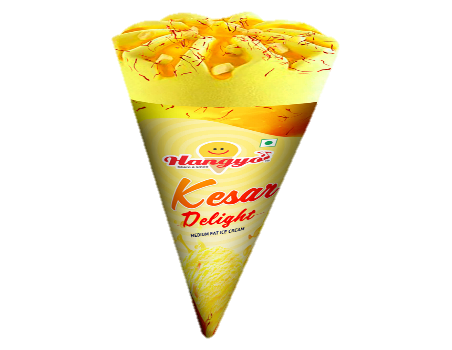 Hangyo
Kesar
Delight
MEDIUM FAT ICE CREAM